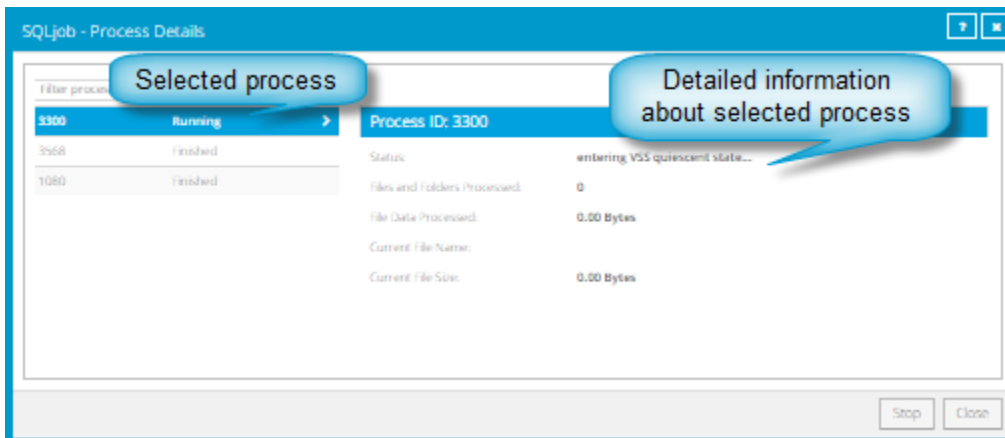 SQLjob - Process Details
? x
Selected process
Detailed information
about selected process
Filter
3300 Running >
Process ID: 3300
3568 Finished
1080 Finished
Status: entering VSS quiescent state...
Files and Folders Processed: 0
File Data Processed: 0.00 Bytes
Current File Name:
Current File Size: 0.00 Bytes
Stop Close